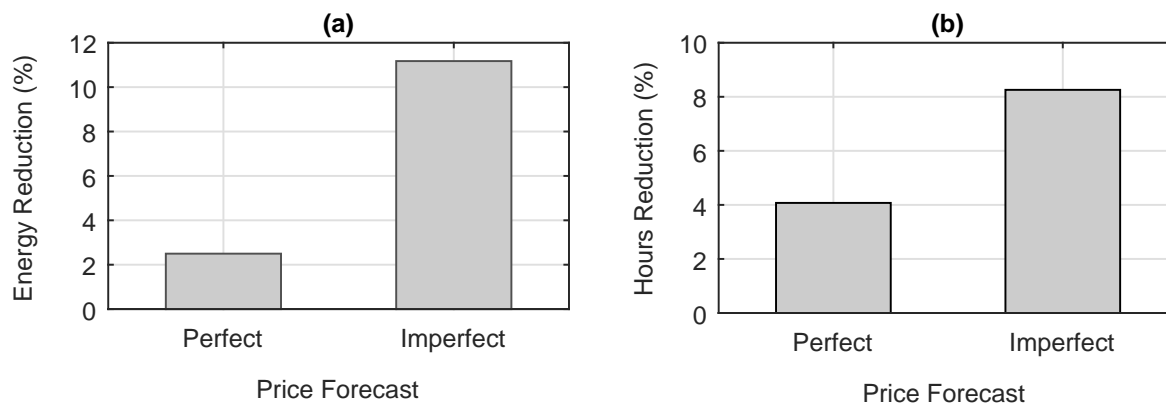 (a)
Energy Reduction (%)
12
10
8
6
4
2
0
Perfect Imperfect
Price Forecast
(b)
Hours Reduction (%)
10
8
6
4
2
0
Perfect Imperfect
Price Forecast